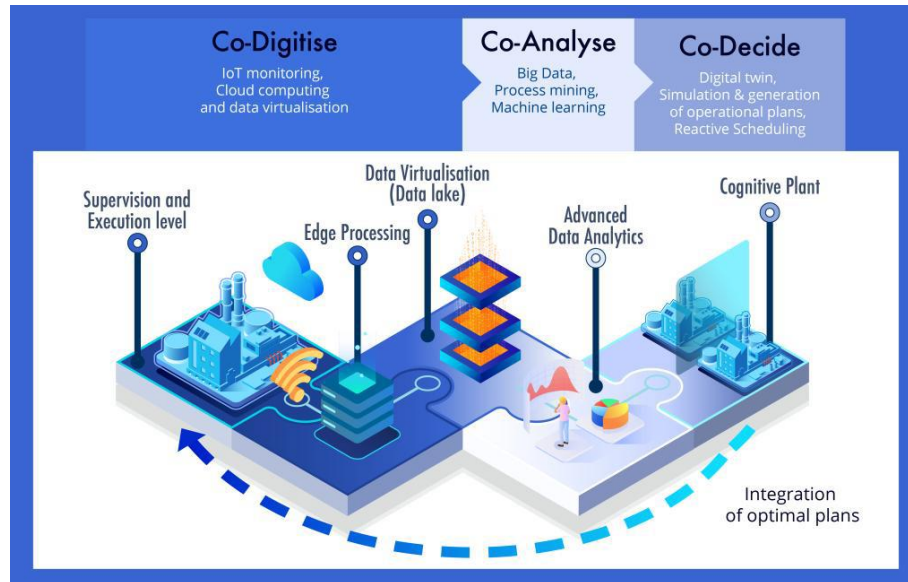 Co-Digitise
IoT monitoring,
Cloud computing
and data virtualisation
Co-Analyse
Big Data,
Process mining,
Machine learning
Co-Decide
Digital twin,
Simulation & generation
of operational plans,
Reactive Scheduling
Supervision and
Execution level
Edge Processing
Data Virtualisation
(Data lake)
Advanced
Data Analytics
Cognitive Plant
Integration
of optimal plans